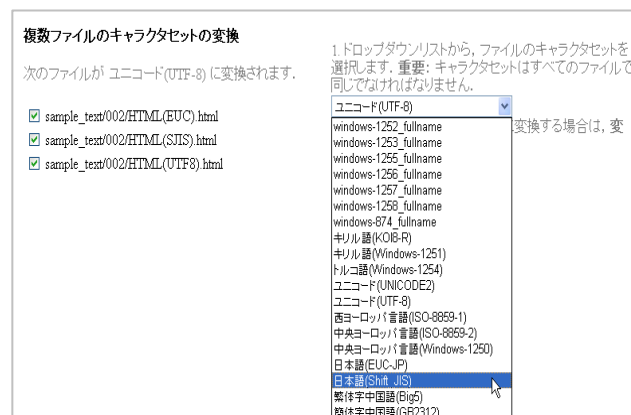 複数ファイルのキャラクタセットの変換
次のファイルが ユニコード(UTF-8) に変換されます.
sample_text/002/HTML(EUC).html
sample_text/002/HTML(SJIS).html
sample_text/002/HTML(UTF8).html
1.ドロップダウンリストから, ファイルのキャラクタセットを
選択します. 重要: キャラクタセットはすべてのファイルで
同じでなければなりません.
ユニコード(UTF-8)
変換する場合は, 変
windows-1252_fullname
windows-1253_fullname
windows-1255_fullname
windows-1256_fullname
windows-1257_fullname
windows-1258_fullname
windows-874_fullname
キリル語(KOI8-R)
キリル語(Windows-1251)
トルコ語(Windows-1254)
ユニコード(UNICODE2)
ユニコード(UTF-8)
西ヨーロッパ言語(ISO-8859-1)
中央ヨーロッパ言語(ISO-8859-2)
中央ヨーロッパ言語(Windows-1250)
日本語(EUC-JP)
日本語(Shift_JIS)
繁体字中国語(Big5)
簡体字中国語(GB2312)